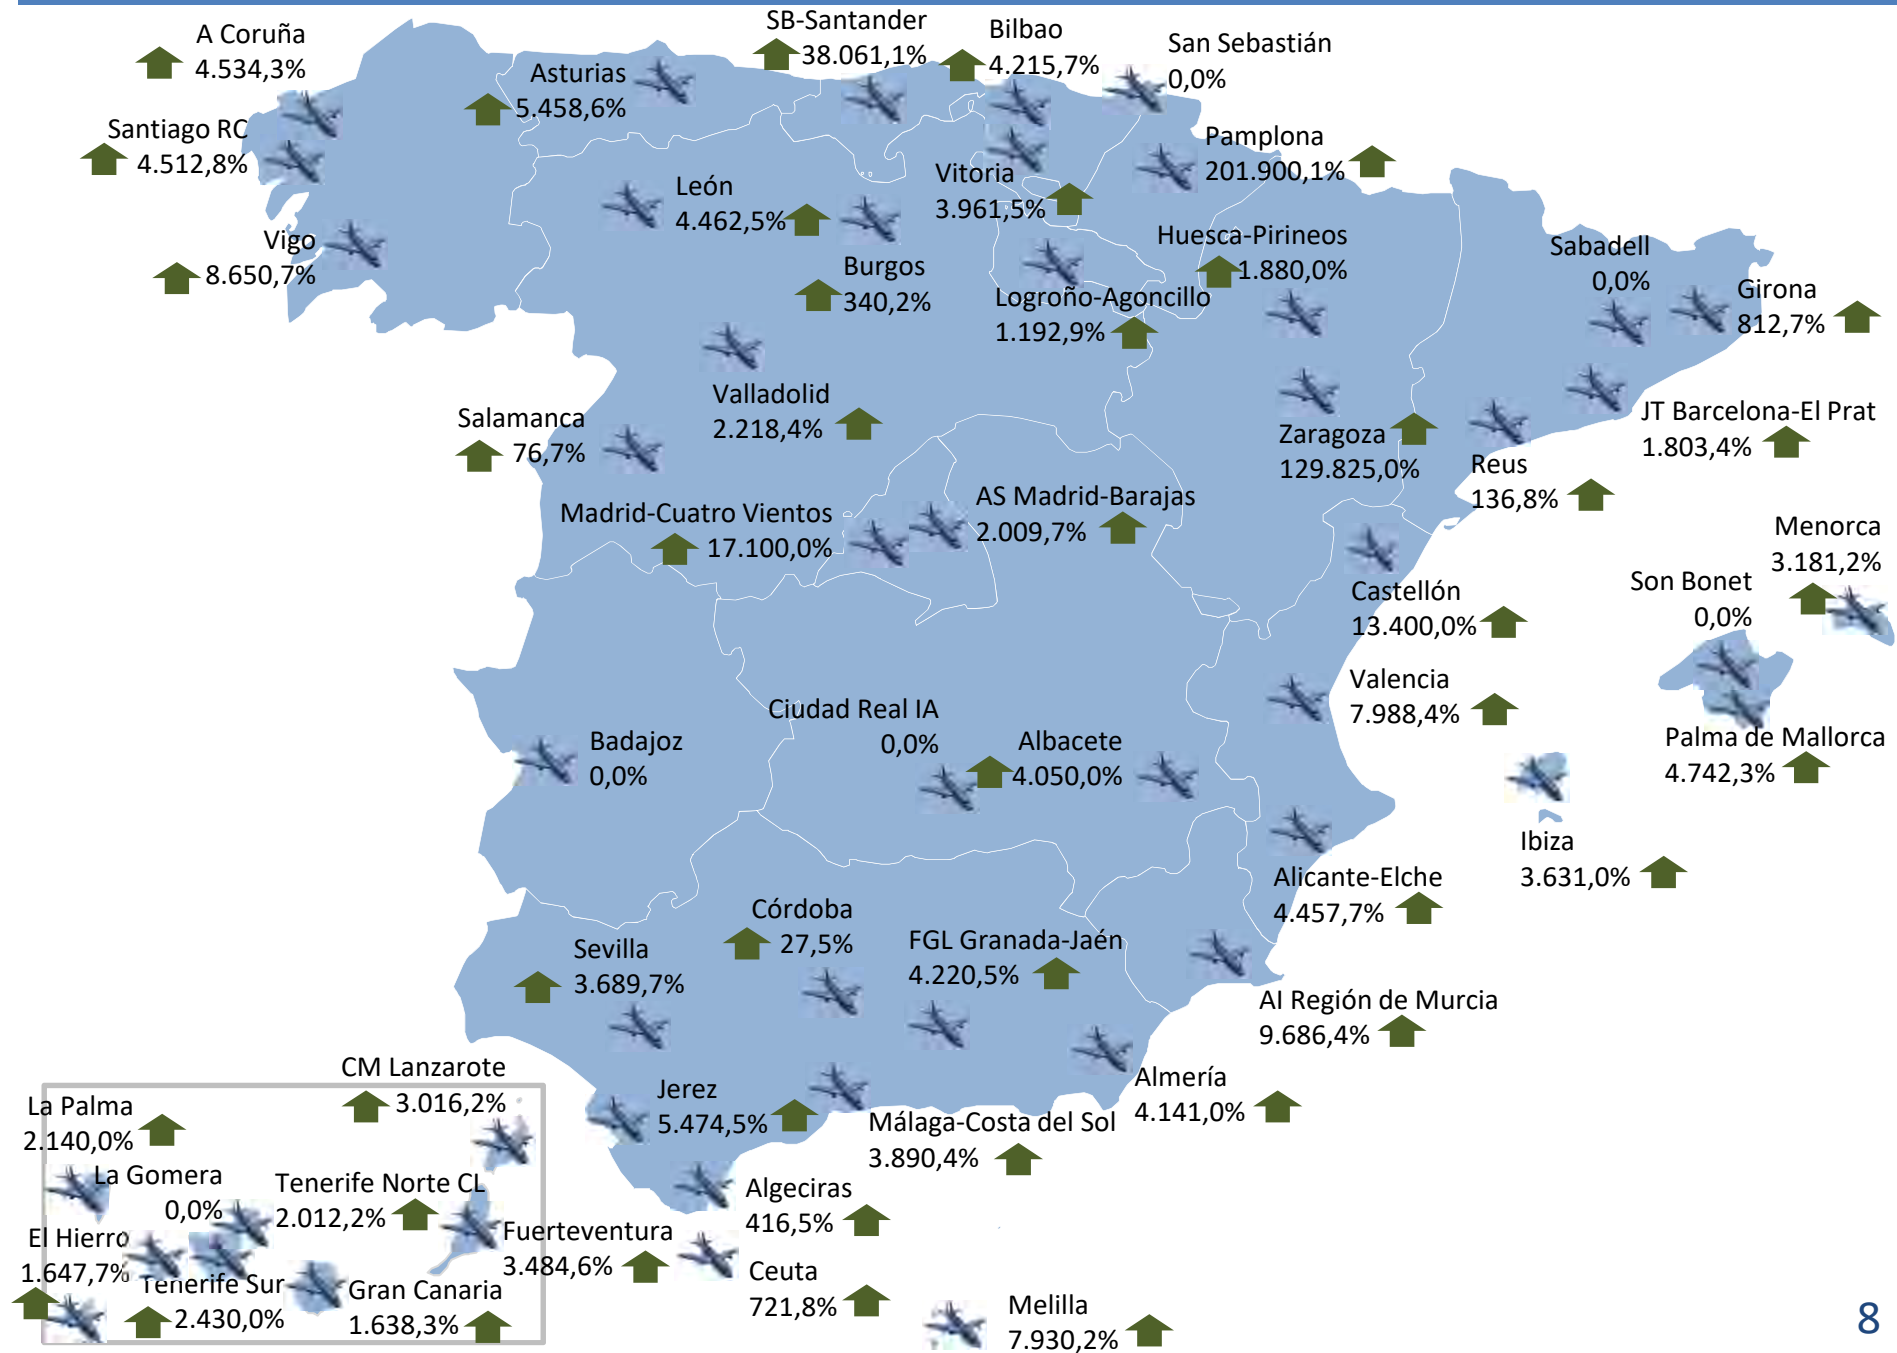 A Coruña
4.534,3%
SB-Santander
38.061,1%
Bilbao
4.215,7%
San Sebastián
0,0%
Asturias
5.458,6%
Santiago RC
4.512,8%
Pamplona
201.900,1%
León
4.462,5%
Vitoria
3.961,5%
Vigo
8.650,7%
Huesca-Pirineos
1.880,0%
Sabadell
0,0%
Burgos
340,2%
Logroño-Agoncillo
1.192,9%
Girona
812,7%
Valladolid
2.218,4%
Salamanca
76,7%
Zaragoza
129.825,0%
JT Barcelona-El Prat
1.803,4%
Reus
136,8%
Madrid-Cuatro Vientos
17.100,0%
AS Madrid-Barajas
2.009,7%
Menorca
3.181,2%
Son Bonet
0,0%
Castellón
13.400,0%
Valencia
7.988,4%
Ciudad Real IA
0,0%
Badajoz
0,0%
Albacete
4.050,0%
Palma de Mallorca
4.742,3%
Ibiza
3.631,0%
Alicante-Elche
4.457,7%
Córdoba
27,5%
Sevilla
3.689,7%
FGL Granada-Jaén
4.220,5%
AI Región de Murcia
9.686,4%
CM Lanzarote
3.016,2%
Jerez
5.474,5%
Almería
4.141,0%
La Palma
2.140,0%
Málaga-Costa del Sol
3.890,4%
La Gomera
0,0%
Tenerife Norte CL
2.012,2%
Algeciras
416,5%
El Hierro
1.647,7%
Fuerteventura
3.484,6%
Tenerife Sur
2.430,0%
Gran Canaria
1.638,3%
Ceuta
721,8%
Melilla
7.930,2%
8